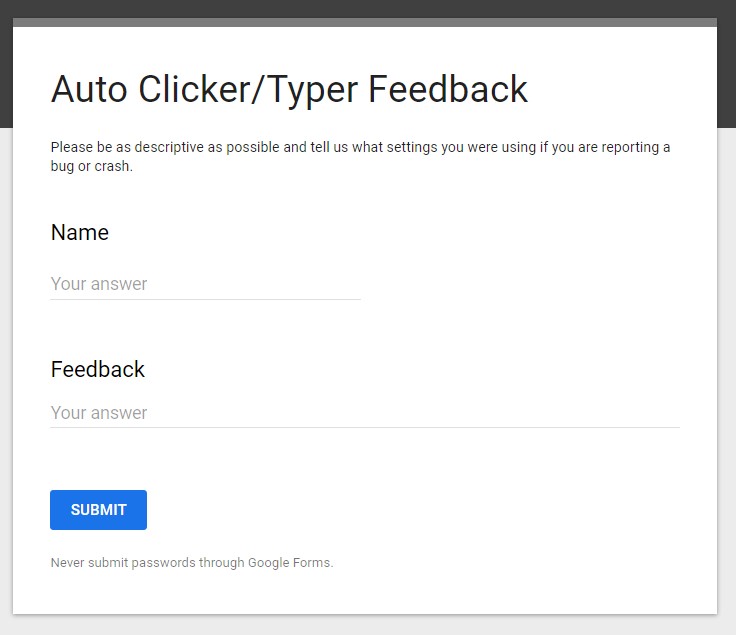 Auto Clicker/Typer Feedback
Please be as descriptive as possible and tell us what settings you were using if you are reporting a
bug or crash.
Name
Your answer
Feedback
Your answer
SUBMIT
Never submit passwords through Google Forms.